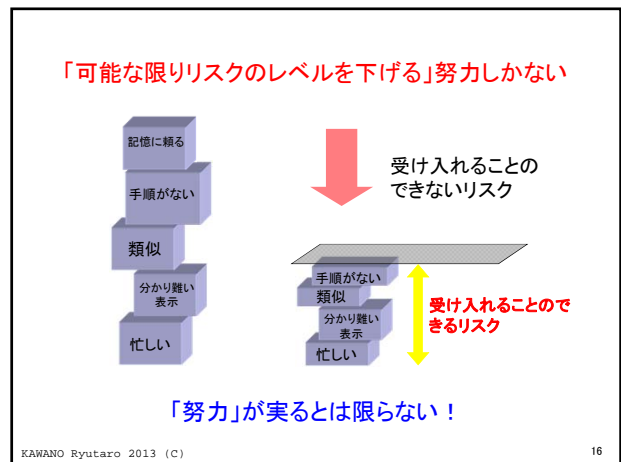 「可能な限りリスクのレベルを下げる」努力しかない
記憶に頼る
手順がない
類似
分かり難い
表示
忙しい
受け入れることの
できないリスク
手順がない
類似
分かり難い
表示
忙しい
受け入れることので
きるリスク
「努力」が実るとは限らない！
KAWANO Ryutaro 2013 (C)
16